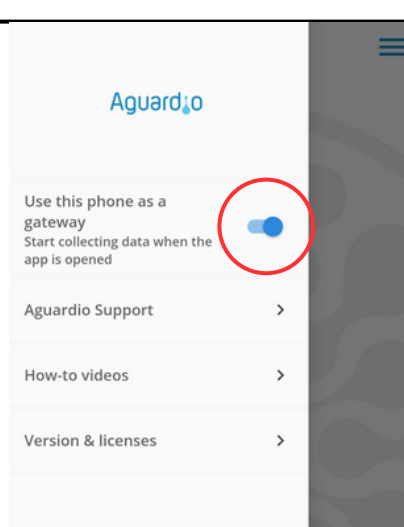 Aguardio
Use this phone as a
gateway
Start collecting data when the
app is opened
Aguardio Support
How-to videos
Version & licenses